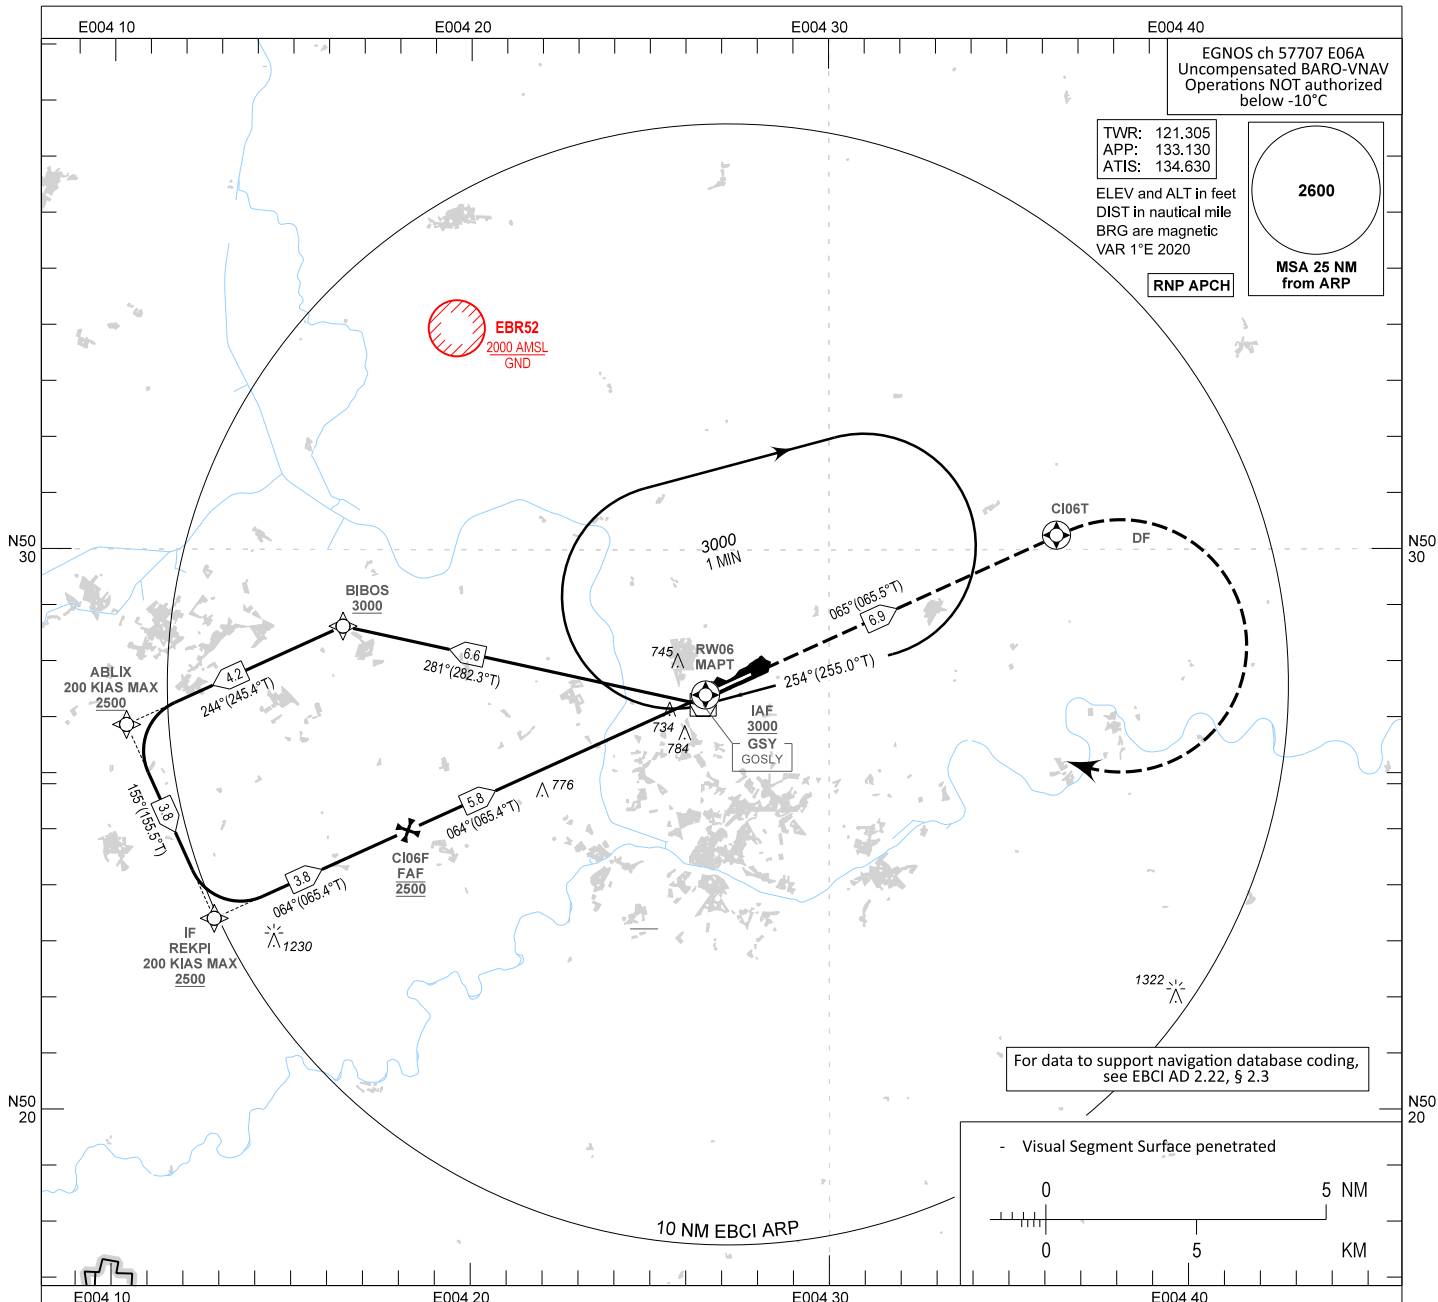 E004 10
E004 20
E004 30
E004 40
EGNOS ch 57707 E06A
Uncompensated BARO-VNAV
Operations NOT authorized
below -10°C
TWR: 121.305
APP: 133.130
ATIS: 134.630
ELEV and ALT in feet
DIST in nautical mile
BRG are magnetic
VAR 1°E 2020
RNP APCH
2600
MSA 25 NM
from ARP
EBR52
2000 AMSL
GND
CI06T
DF
N50
30
N50
30
3000
1 MIN
BIBOS
3000
065°(065.5°T)
6.9
6.6
281°(282.3°T)
745
RW06
MAPT
254°(255.0°T)
ABLIX
200 KIAS MAX
2500
4.2
244°(245.4°T)
IAF
3000
GSY
GOSLY
734
784
776
155°(155.5°T)
3.8
5.8
064°(065.4°T)
CI06F
FAF
2500
3.8
064°(065.4°T)
IF
REKPI
200 KIAS MAX
2500
1230
1322
For data to support navigation database coding,
see EBCI AD 2.22, § 2.3
N50
20
N50
20
- Visual Segment Surface penetrated
0
5 NM
0
5
KM
10 NM EBCI ARP
E004 10
E004 20
E004 30
E004 40